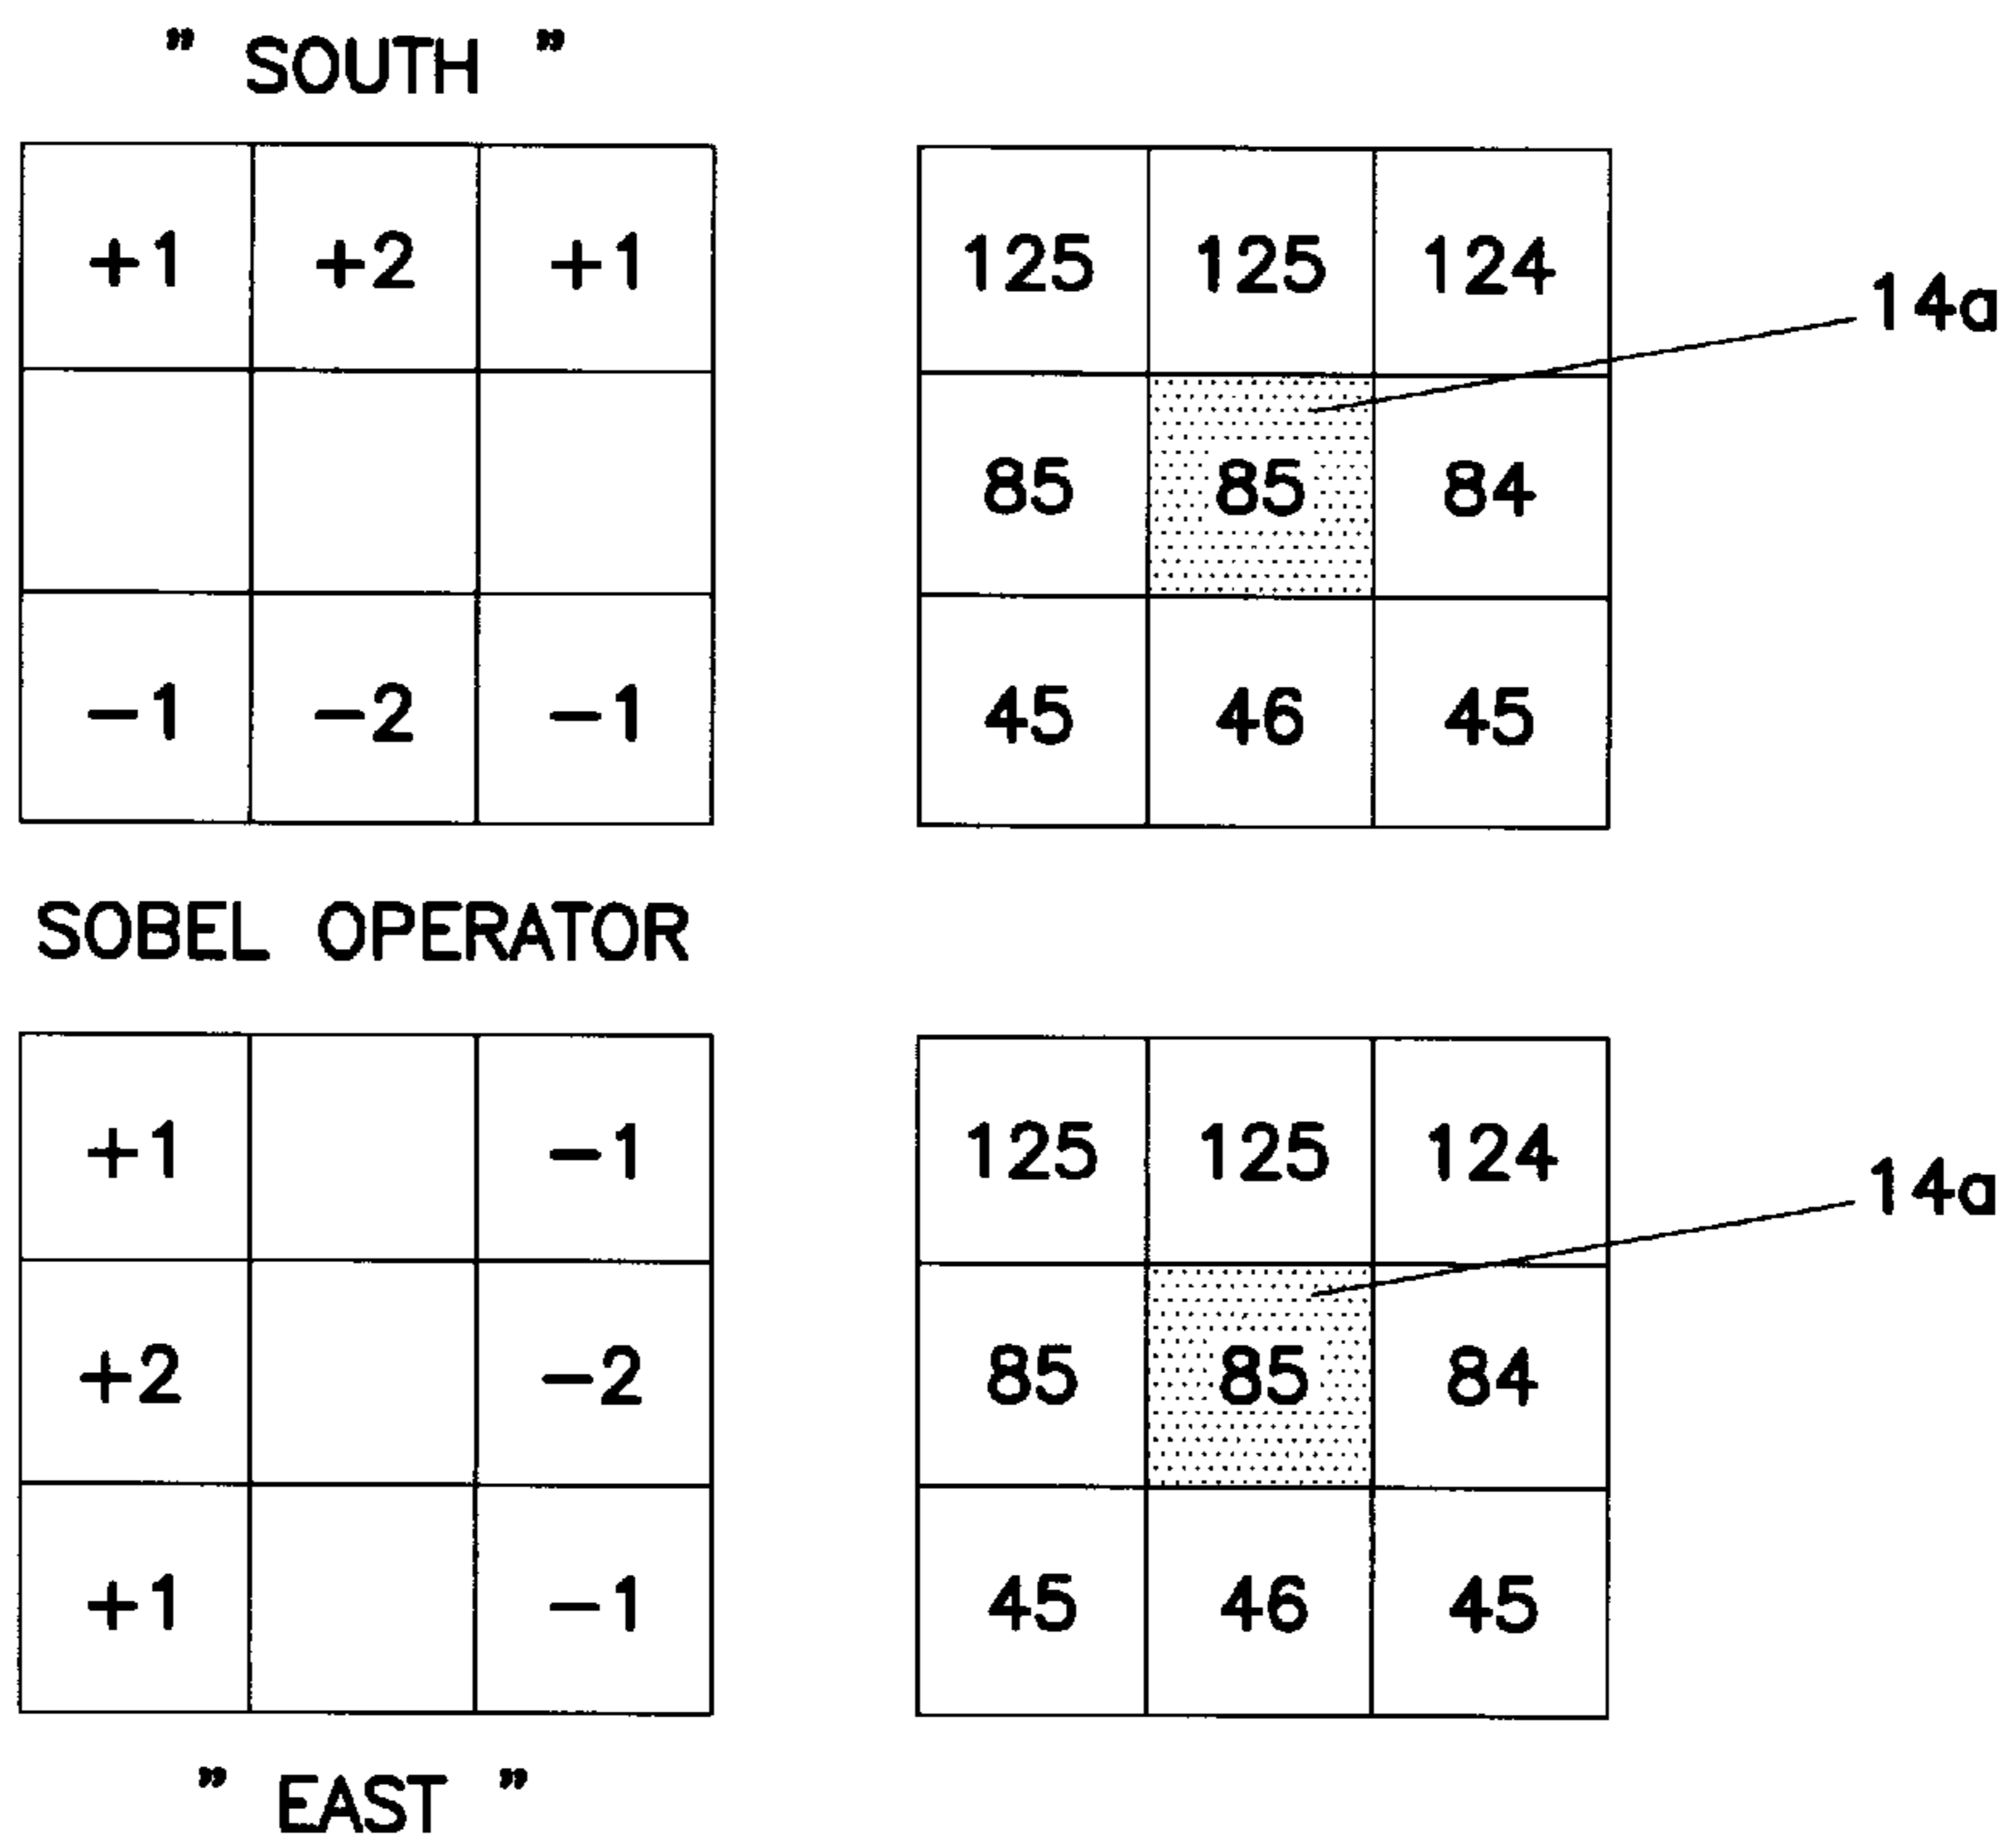 ” SOUTH ”
+1 +2 +1 125 125 124
14a
85 85 84
-1 -2 -1 45 46 45
SOBEL OPERATOR
+1 -1 125 125 124
14a
+2 -2 85 85 84
+1 -1 45 46 45
” EAST ”